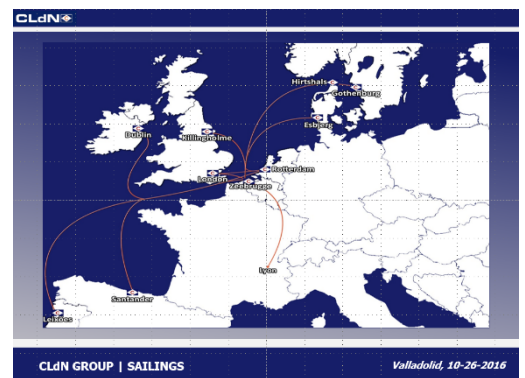 CLdN
Hirtshals
Gothenburg
Esbjerg
Dublin
Killingholme
Rotterdam
London
Zeebrugge
Lyon
Santander
Leixoes
CLdN GROUP | SAILINGS
Valladolid, 10-26-2016